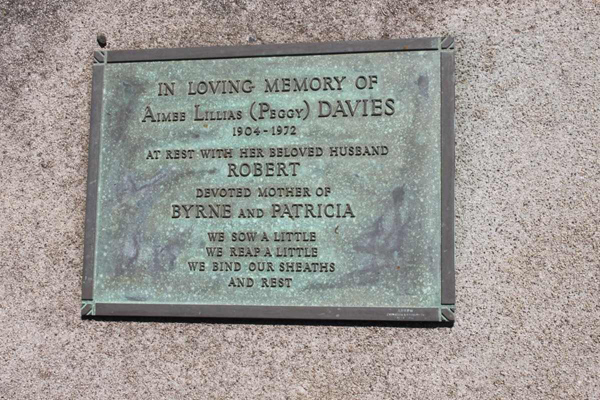 IN LOVING MEMORY OF
AIMEE LILLIAS (PEGGY) DAVIES
1904 - 1972
AT REST WITH HER BELOVED HUSBAND
ROBERT
DEVOTED MOTHER OF
BYRNE AND PATRICIA
WE SOW A LITTLE
WE REAP A LITTLE
WE BIND OUR SHEATHS
AND REST